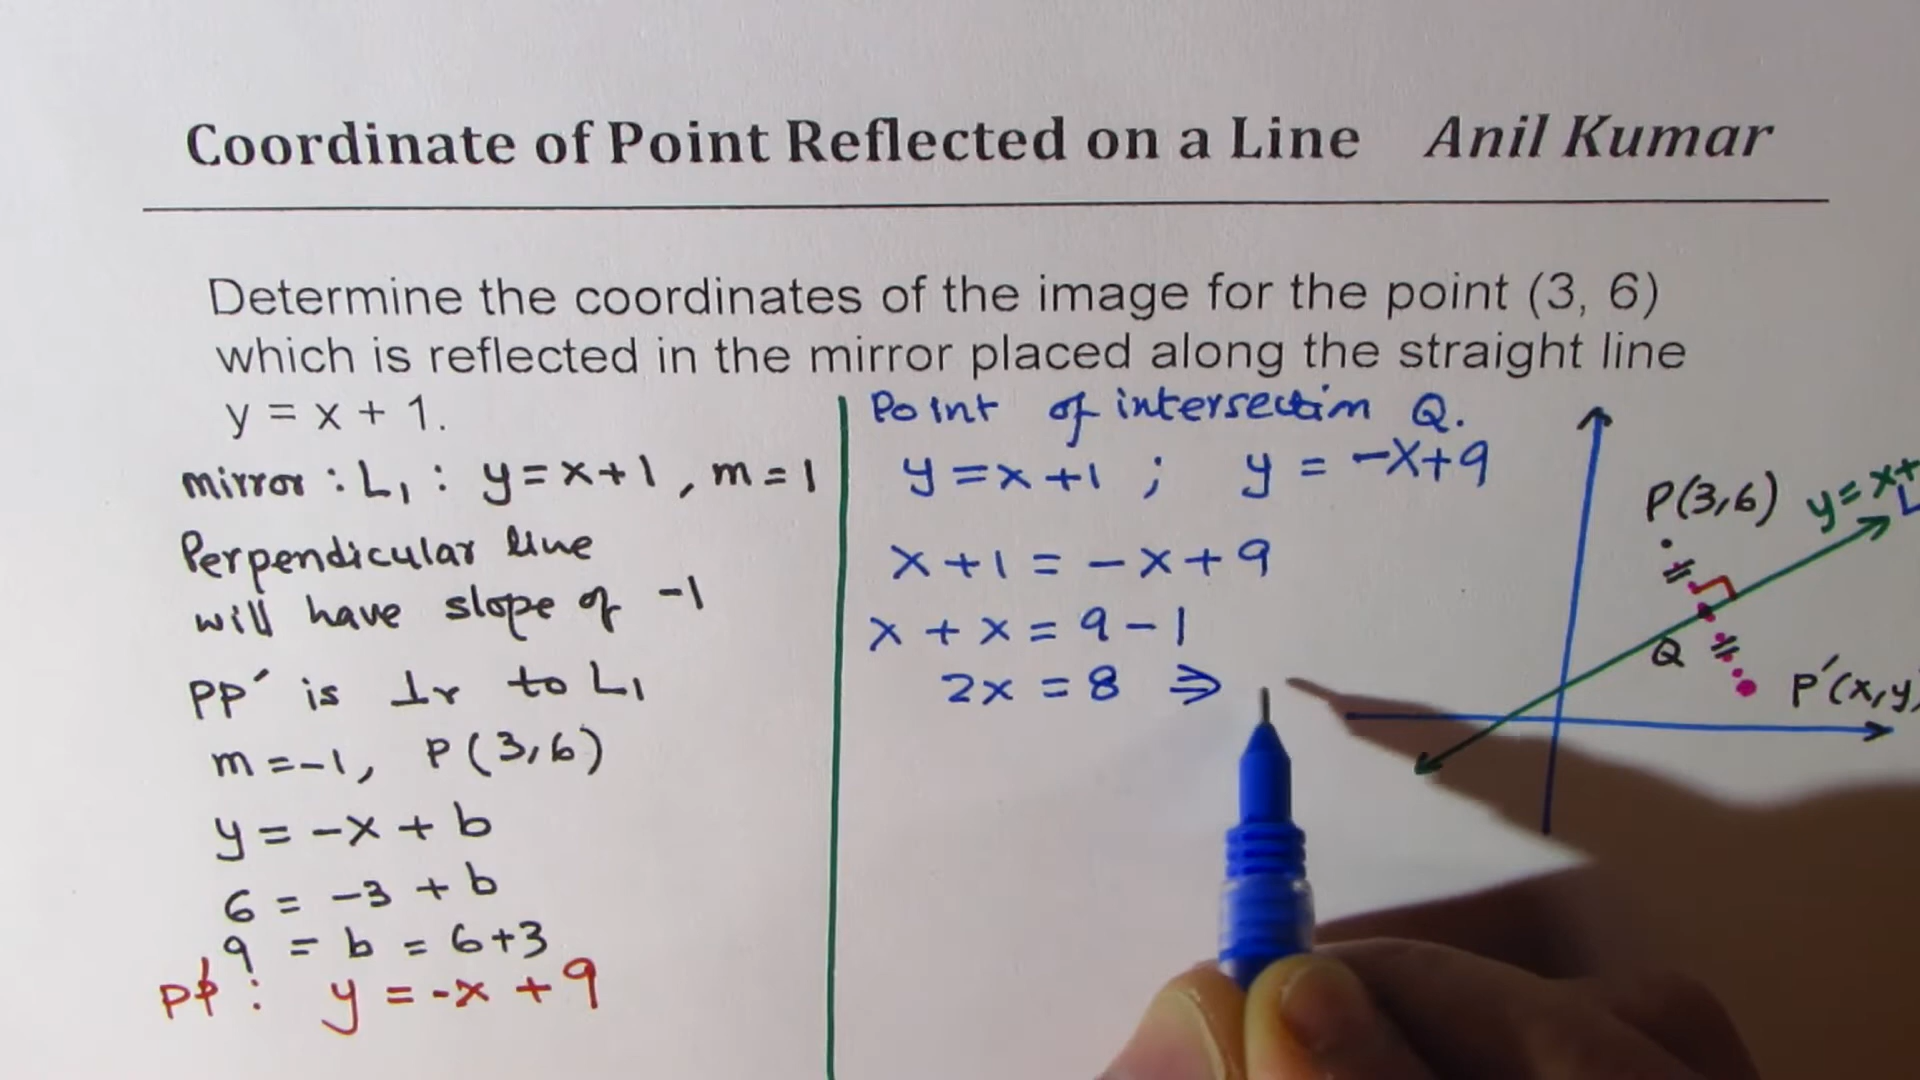 Coordinate of Point Reflected on a Line Anil Kumar
Determine the coordinates of the image for the point (3, 6)
which is reflected in the mirror placed along the straight line
y = x + 1.
mirror : L₁ : y = x + 1 , m = 1
Perpendicular line
will have slope of -1
PP′ is ⊥r to L₁
m = -1, P(3,6)
y = -x + b
6 = -3 + b
9 = b = 6+3
PP′ : y = -x + 9
Point of intersection Q.
y = x + 1 ; y = -x+9
x + 1 = -x + 9
x + x = 9 - 1
2x = 8 ⇒
P(3,6)
y = x+
L
Q
P′(x,y)